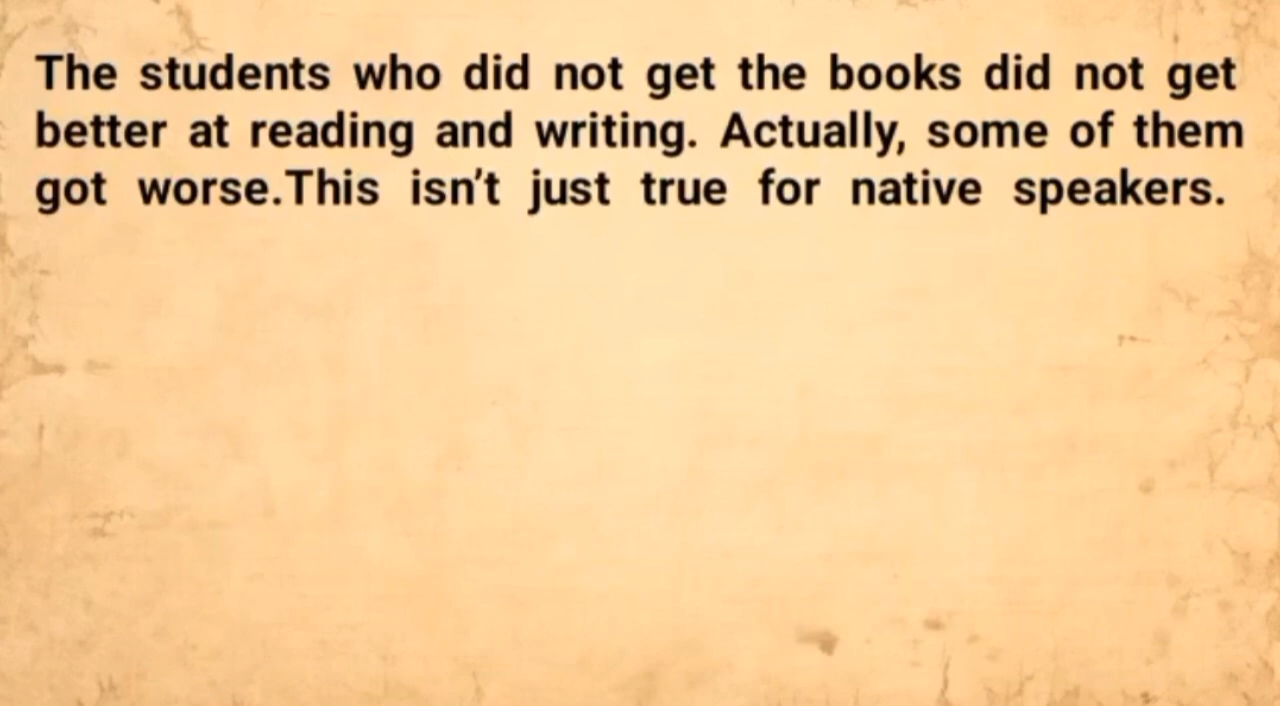 The students who did not get the books did not get
better at reading and writing. Actually, some of them
got worse.This isn’t just true for native speakers.